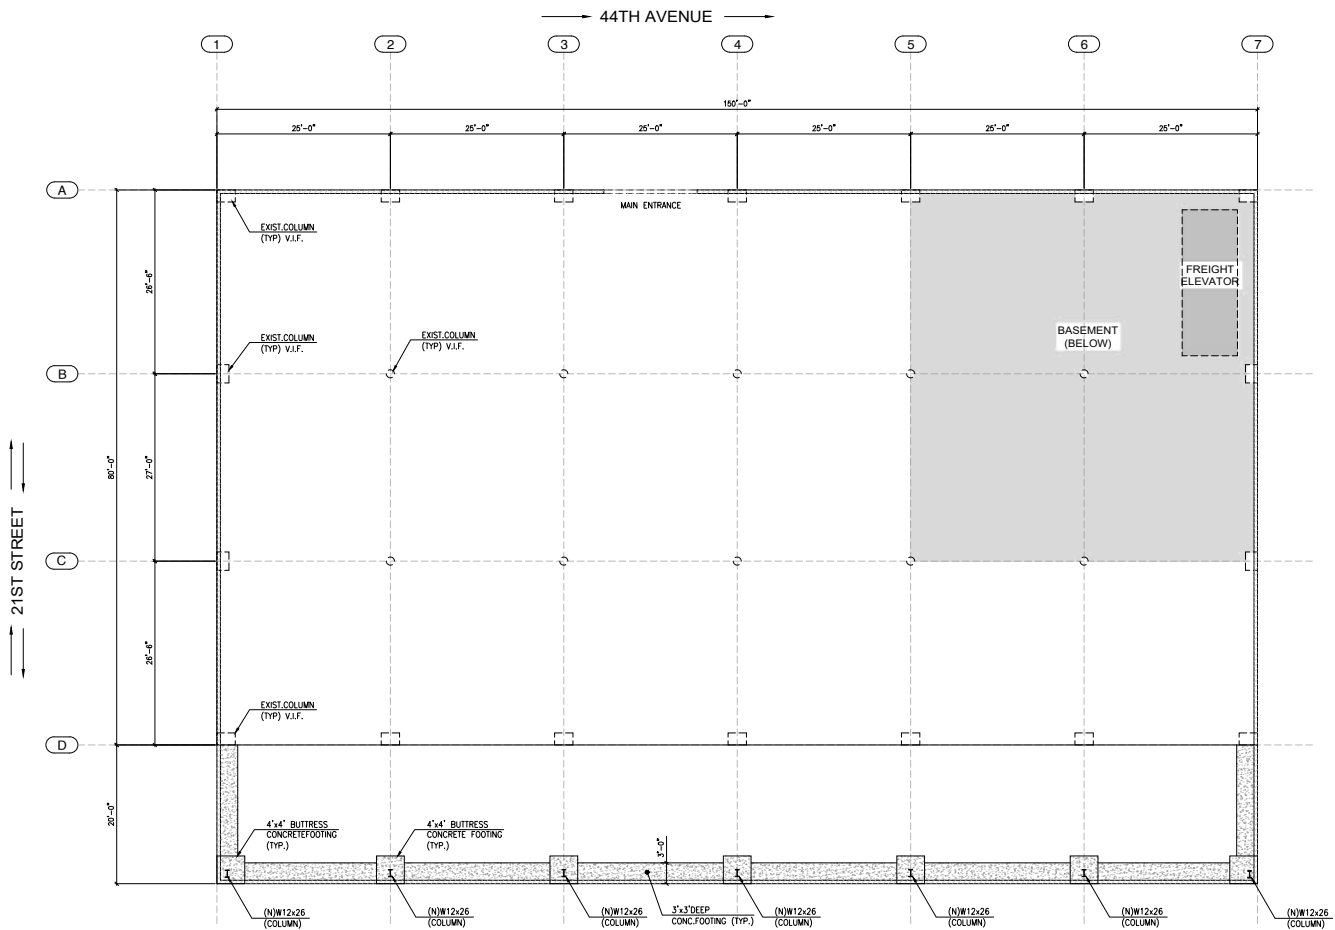 44TH AVENUE
1 2 3 4 5 6 7
150'-0"
25'-0" 25'-0" 25'-0" 25'-0" 25'-0" 25'-0"
A
MAIN ENTRANCE
EXIST.COLUMN
(TYP) V.I.F.
26'-6"
FREIGHT
ELEVATOR
EXIST.COLUMN
(TYP) V.I.F.
EXIST.COLUMN
(TYP) V.I.F.
BASEMENT
(BELOW)
B
80'-0"
27'-0"
21ST STREET
C
26'-6"
EXIST.COLUMN
(TYP) V.I.F.
D
20'-0"
4'x4' BUTTRESS
CONCRETEFOOTING
(TYP.)
4'x4' BUTTRESS
CONCRETE FOOTING
(TYP.)
3'-0"
(N)W12x26
(COLUMN)
(N)W12x26
(COLUMN)
(N)W12x26
(COLUMN)
3'x3'DEEP
CONC.FOOTING (TYP.)
(N)W12x26
(COLUMN)
(N)W12x26
(COLUMN)
(N)W12x26
(COLUMN)
(N)W12x26
(COLUMN)